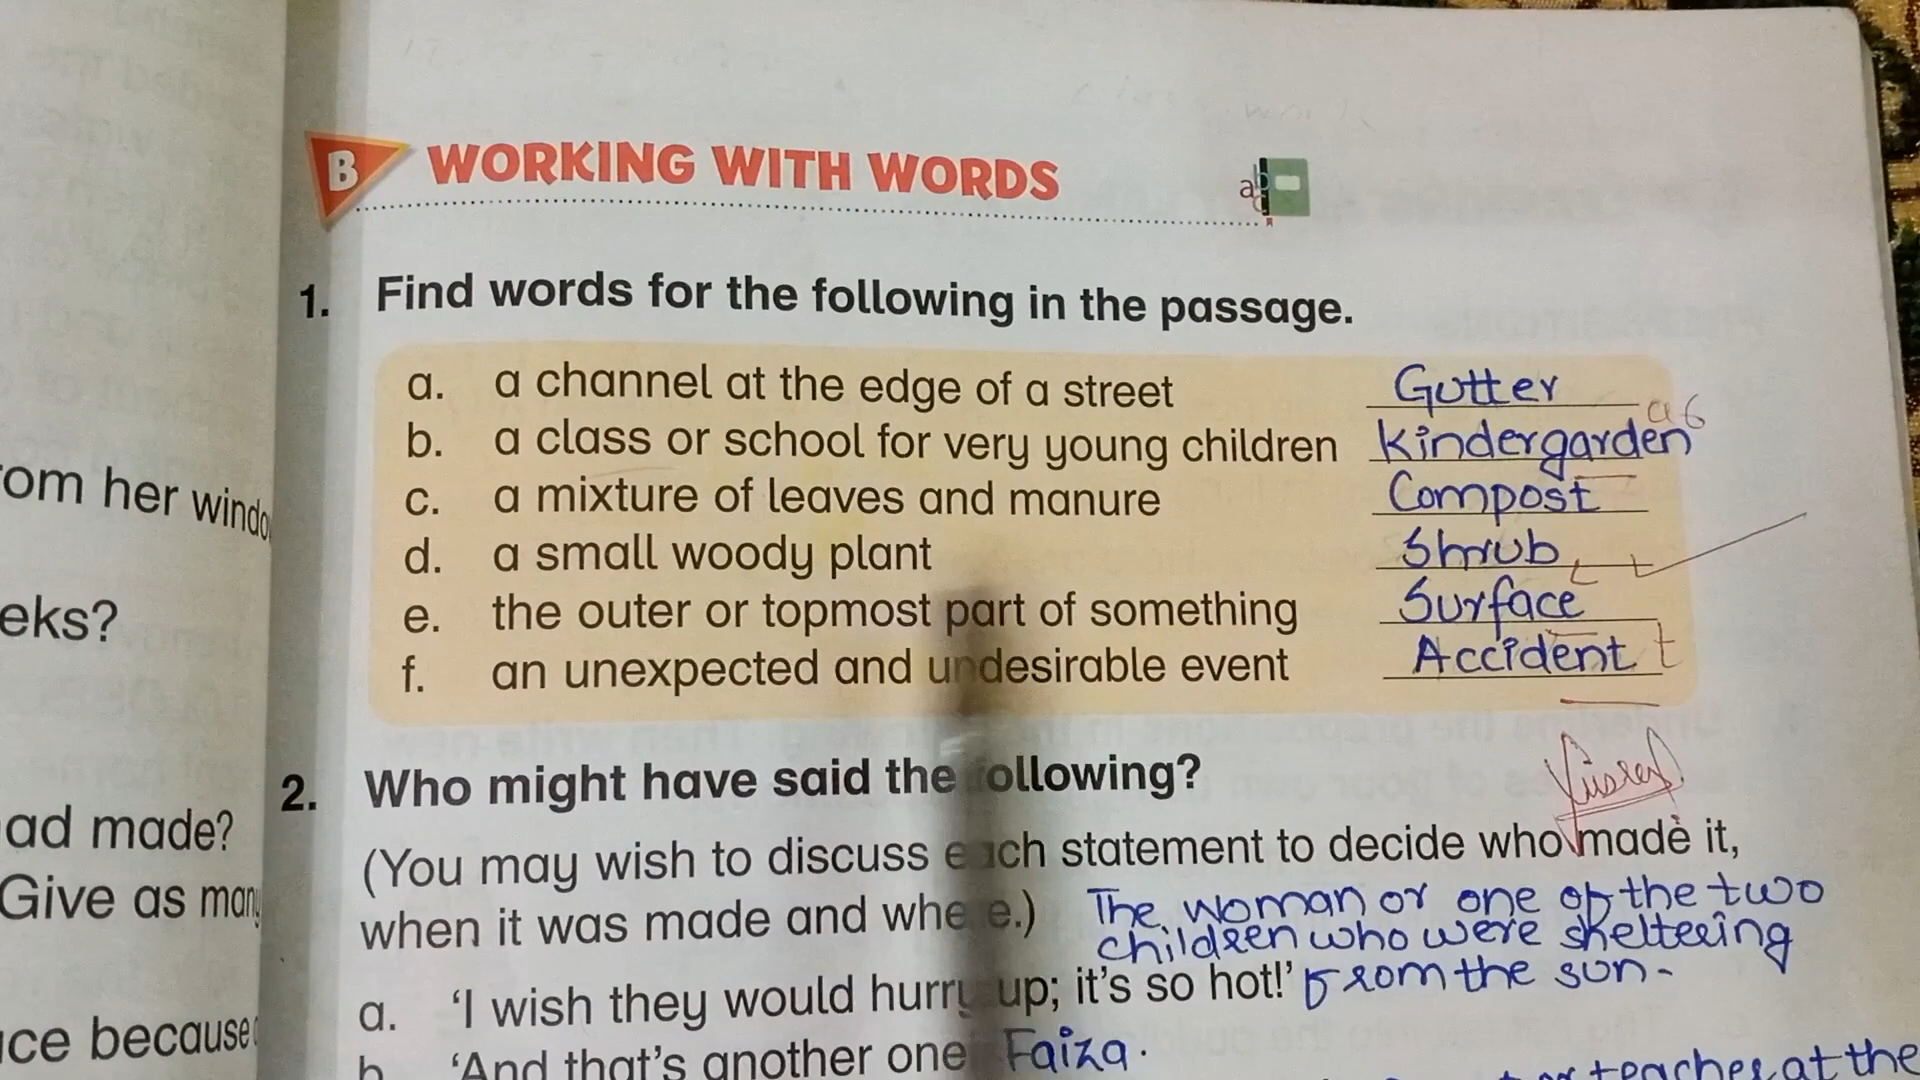 B WORKING WITH WORDS
1. Find words for the following in the passage.
a. a channel at the edge of a street Gutter
b. a class or school for very young children Kindergarden
c. a mixture of leaves and manure Compost
d. a small woody plant Shrub
e. the outer or topmost part of something Surface
f. an unexpected and undesirable event Accident
2. Who might have said the following?
(You may wish to discuss each statement to decide who made it,
when it was made and where.) The woman or one of the two
children who were sheltering
a. ‘I wish they would hurry up; it’s so hot!’ from the sun.
b. ‘And that’s another one Faiza.
teacher at the
om her windo
eks?
ad made?
Give as many
ce because